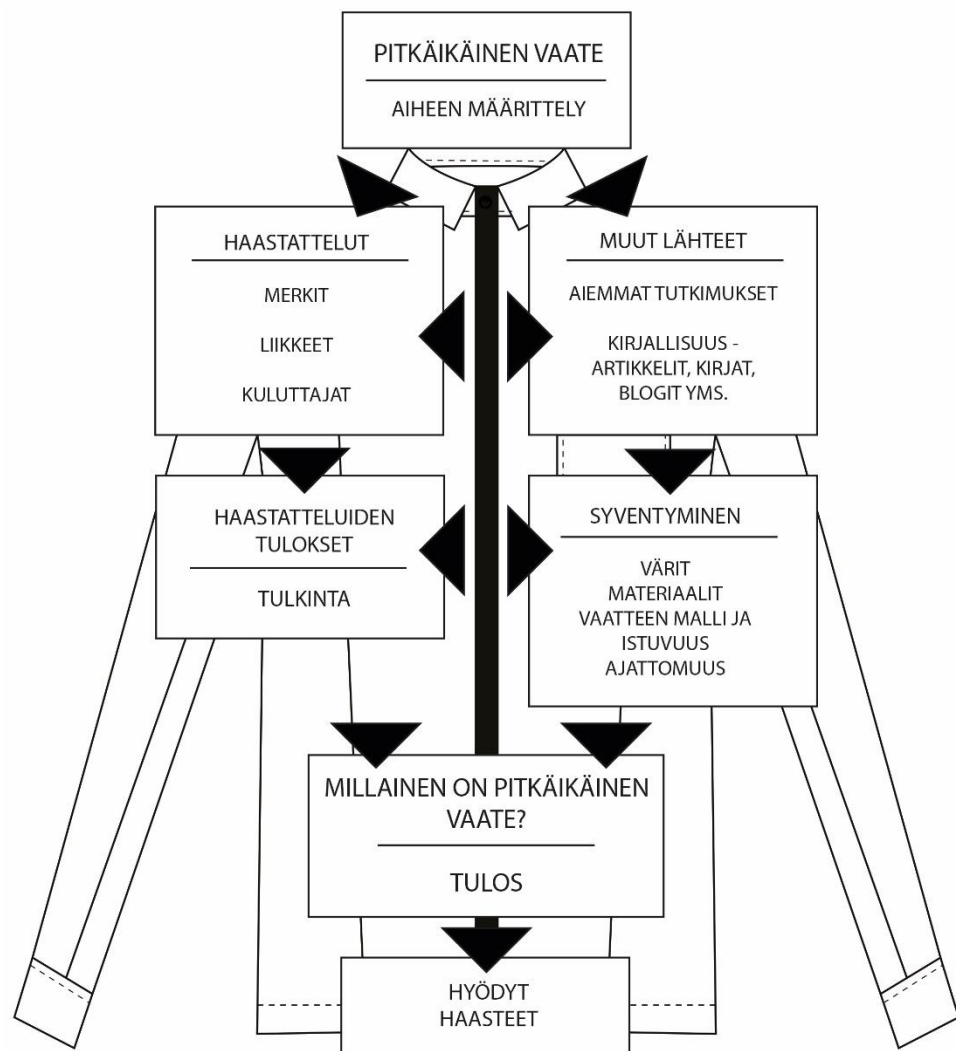 PITKÄIKÄINEN VAATE
AIHEEN MÄÄRITTELY
HAASTATTELUT
MERKIT
LIIKKEET
KULUTTAJAT
MUUT LÄHTEET
AIEMMAT TUTKIMUKSET
KIRJALLISUUS -
ARTIKKELIT, KIRJAT,
BLOGIT YMS.
HAASTATTELUIDEN
TULOKSET
TULKINTA
SYVENTYMINEN
VÄRIT
MATERIAALIT
VAATTEEN MALLI JA
ISTUVUUS
AJATTOMUUS
MILLAINEN ON PITKÄIKÄINEN
VAATE?
TULOS
HYÖDYT
HAASTEET